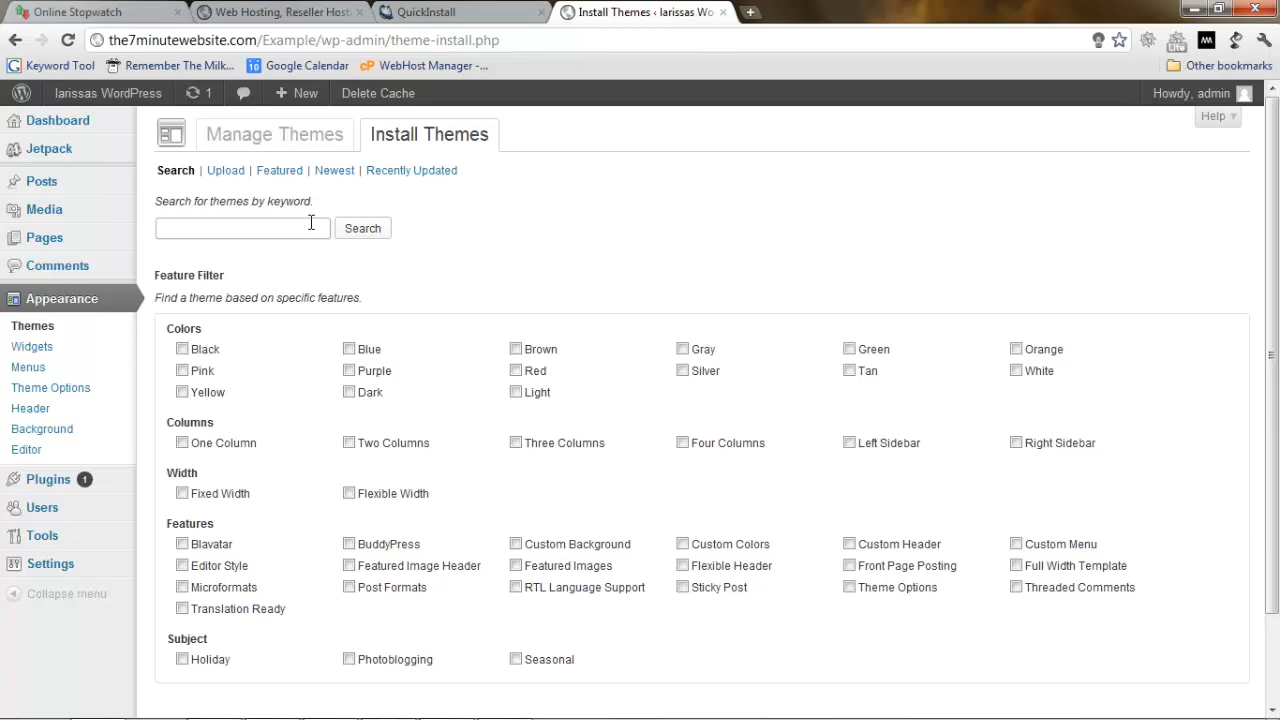 Online Stopwatch
Web Hosting, Reseller Host
QuickInstall
Install Themes ‹ larissas Wo
the7minutewebsite.com/Example/wp-admin/theme-install.php
Lite
G Keyword Tool
Remember The Milk...
10 Google Calendar
cP WebHost Manager -...
Other bookmarks
larissas WordPress
1
New
Delete Cache
Howdy, admin
Dashboard
Jetpack
Posts
Media
Pages
Comments
Appearance
Themes
Widgets
Menus
Theme Options
Header
Background
Editor
Plugins 1
Users
Tools
Settings
Collapse menu
Manage Themes
Install Themes
Help
Search | Upload | Featured | Newest | Recently Updated
Search for themes by keyword.
Search
Feature Filter
Find a theme based on specific features.
Colors
Black Blue Brown Gray Green Orange
Pink Purple Red Silver Tan White
Yellow Dark Light
Columns
One Column Two Columns Three Columns Four Columns Left Sidebar Right Sidebar
Width
Fixed Width Flexible Width
Features
Blavatar BuddyPress Custom Background Custom Colors Custom Header Custom Menu
Editor Style Featured Image Header Featured Images Flexible Header Front Page Posting Full Width Template
Microformats Post Formats RTL Language Support Sticky Post Theme Options Threaded Comments
Translation Ready
Subject
Holiday Photoblogging Seasonal